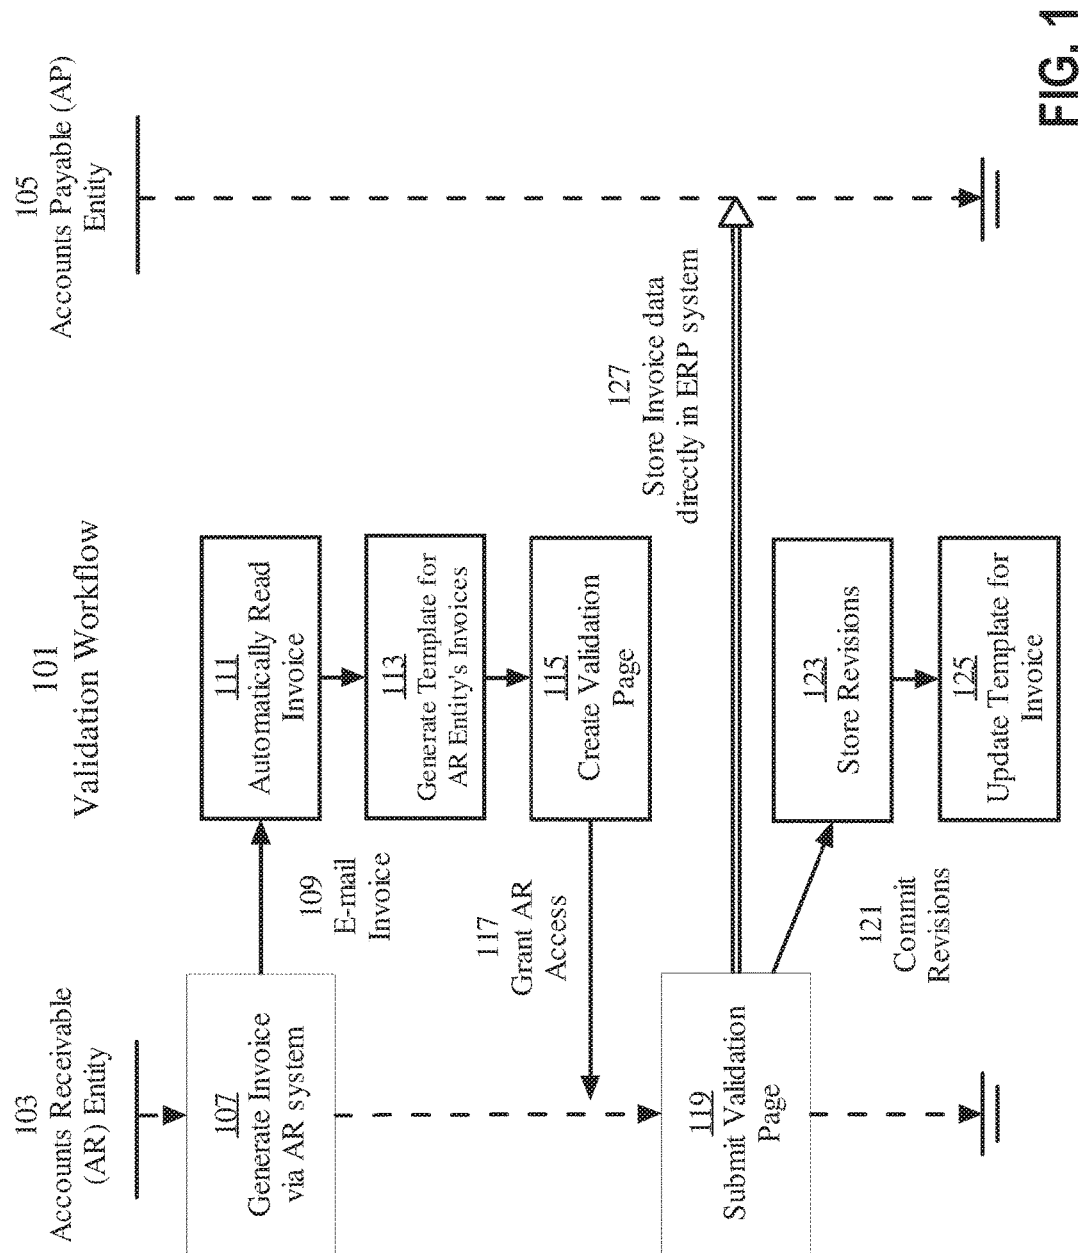 103
Accounts Receivable
(AR) Entity
101
Validation Workflow
105
Accounts Payable (AP)
Entity
107
Generate Invoice
via AR system
109
E-mail
Invoice
111
Automatically Read
Invoice
113
Generate Template for
AR Entity's Invoices
115
Create Validation
Page
117
Grant AR
Access
119
Submit Validation
Page
127
Store Invoice data
directly in ERP system
121
Commit
Revisions
123
Store Revisions
125
Update Template for
Invoice
FIG. 1